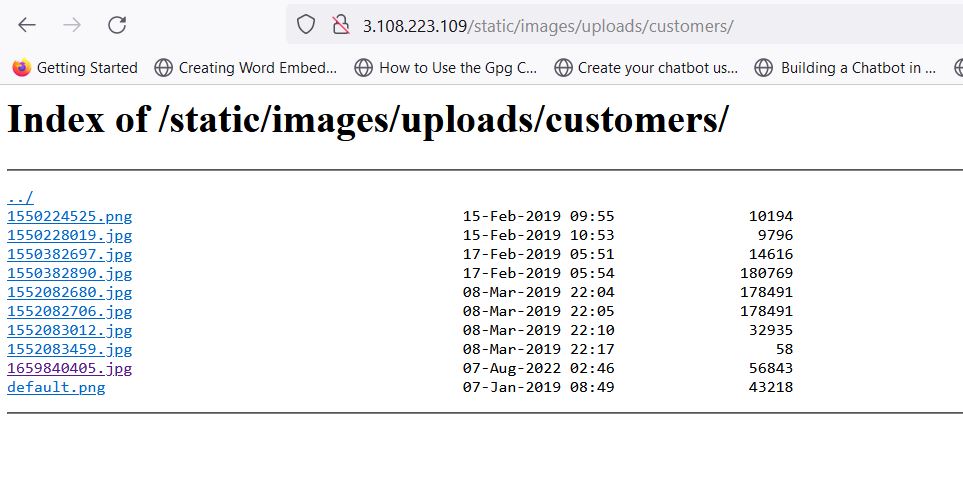 3.108.223.109/static/images/uploads/customers/
Getting Started Creating Word Embed... How to Use the Gpg C... Create your chatbot us... Building a Chatbot in ...
Index of /static/images/uploads/customers/
../
1550224525.png 15-Feb-2019 09:55 10194
1550228019.jpg 15-Feb-2019 10:53 9796
1550382697.jpg 17-Feb-2019 05:51 14616
1550382890.jpg 17-Feb-2019 05:54 180769
1552082680.jpg 08-Mar-2019 22:04 178491
1552082706.jpg 08-Mar-2019 22:05 178491
1552083012.jpg 08-Mar-2019 22:10 32935
1552083459.jpg 08-Mar-2019 22:17 58
1659840405.jpg 07-Aug-2022 02:46 56843
default.png 07-Jan-2019 08:49 43218